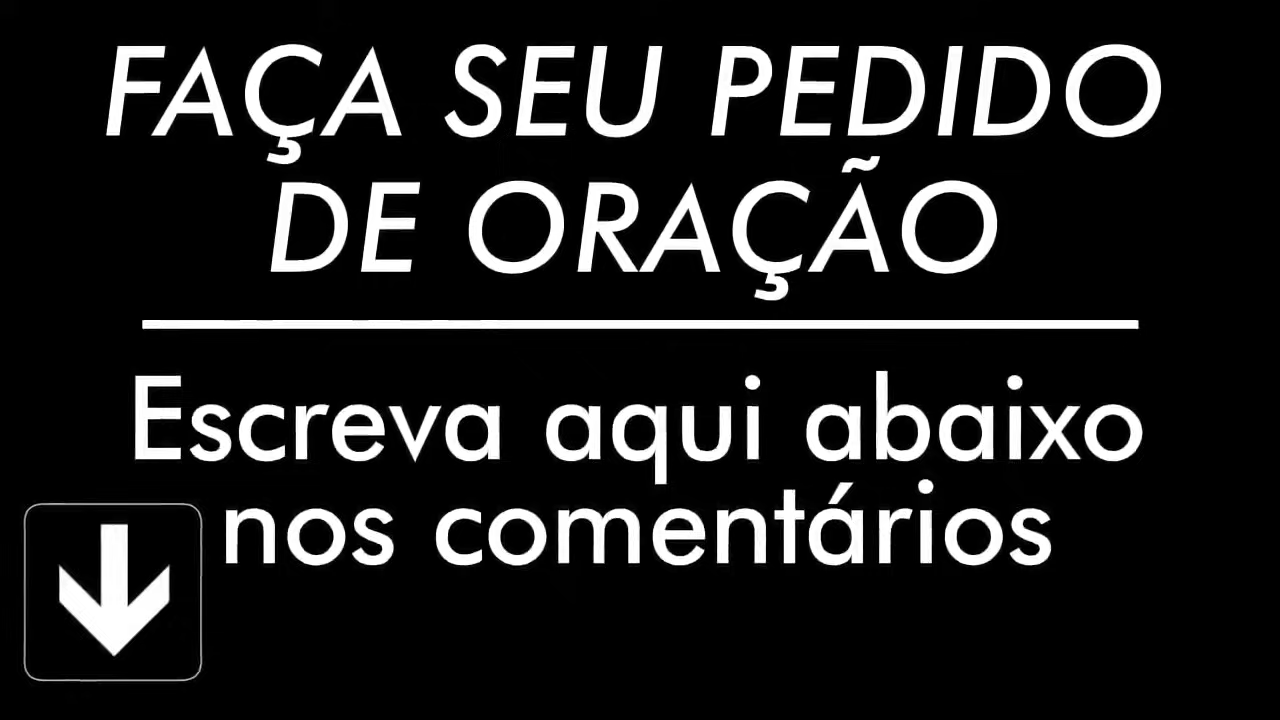 FAÇA SEU PEDIDO
DE ORAÇÃO
Escreva aqui abaixo
nos comentários